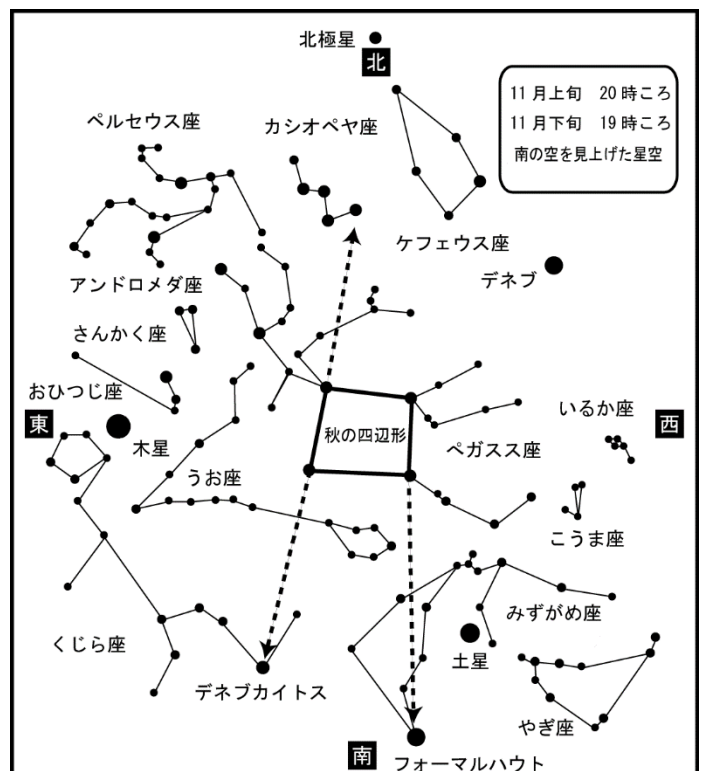 北極星
北
11月上旬　20時ころ
11月下旬　19時ころ
南の空を見上げた星空
ペルセウス座
カシオペヤ座
ケフェウス座
デネブ
アンドロメダ座
さんかく座
おひつじ座
東
木星
秋の四辺形
ペガスス座
いるか座
西
うお座
こうま座
みずがめ座
くじら座
土星
デネブカイトス
やぎ座
南
フォーマルハウト